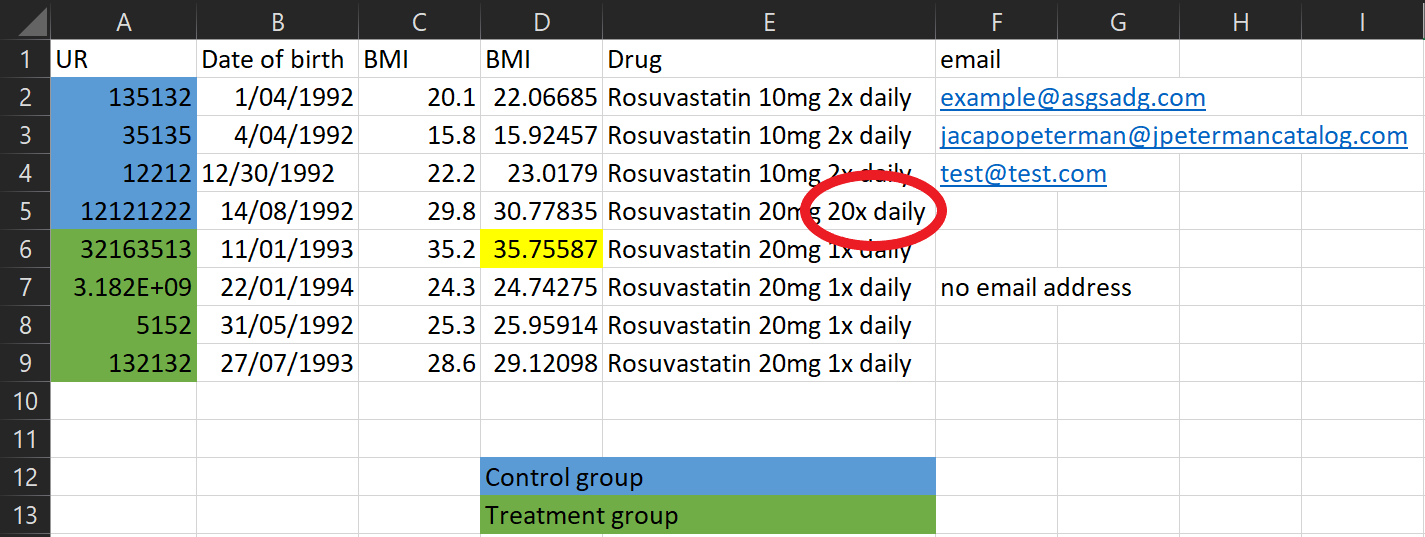 A B C D E F G H I
1 UR Date of birth BMI BMI Drug email
2 135132 1/04/1992 20.1 22.06685 Rosuvastatin 10mg 2x daily example@asgsadg.com
3 35135 4/04/1992 15.8 15.92457 Rosuvastatin 10mg 2x daily jacapopeterman@jpetermancatalog.com
4 12212 12/30/1992 22.2 23.0179 Rosuvastatin 10mg 2x daily test@test.com
5 12121222 14/08/1992 29.8 30.77835 Rosuvastatin 20mg 20x daily
6 32163513 11/01/1993 35.2 35.75587 Rosuvastatin 20mg 1x daily
7 3.182E+09 22/01/1994 24.3 24.74275 Rosuvastatin 20mg 1x daily no email address
8 5152 31/05/1992 25.3 25.95914 Rosuvastatin 20mg 1x daily
9 132132 27/07/1993 28.6 29.12098 Rosuvastatin 20mg 1x daily
10
11
12 Control group
13 Treatment group